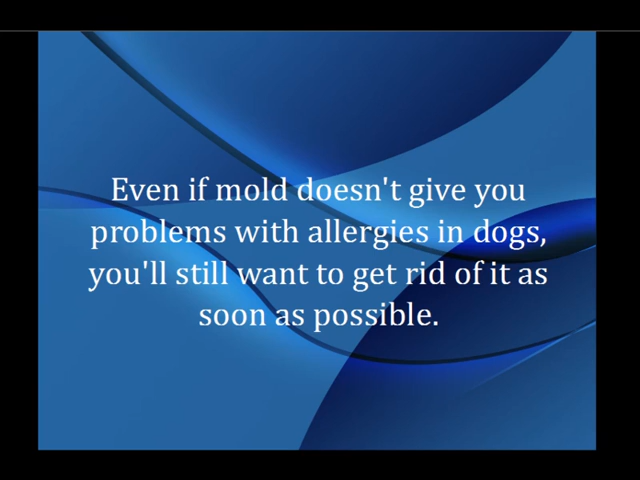 Even if mold doesn't give you
problems with allergies in dogs,
you'll still want to get rid of it as
soon as possible.